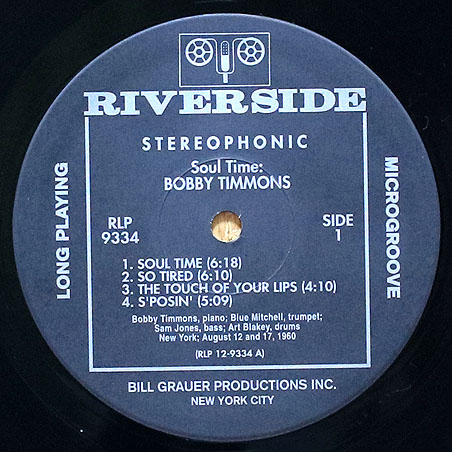 RIVERSIDE
STEREOPHONIC
Soul Time:
BOBBY TIMMONS
LONG PLAYING
MICROGROOVE
RLP
9334
SIDE
1
1. SOUL TIME (6:18)
2. SO TIRED (6:10)
3. THE TOUCH OF YOUR LIPS (4:10)
4. S'POSIN' (5:09)
Bobby Timmons, piano; Blue Mitchell, trumpet;
Sam Jones, bass; Art Blakey, drums
New York; August 12 and 17, 1960
(RLP 12-9334 A)
BILL GRAUER PRODUCTIONS INC.
NEW YORK CITY